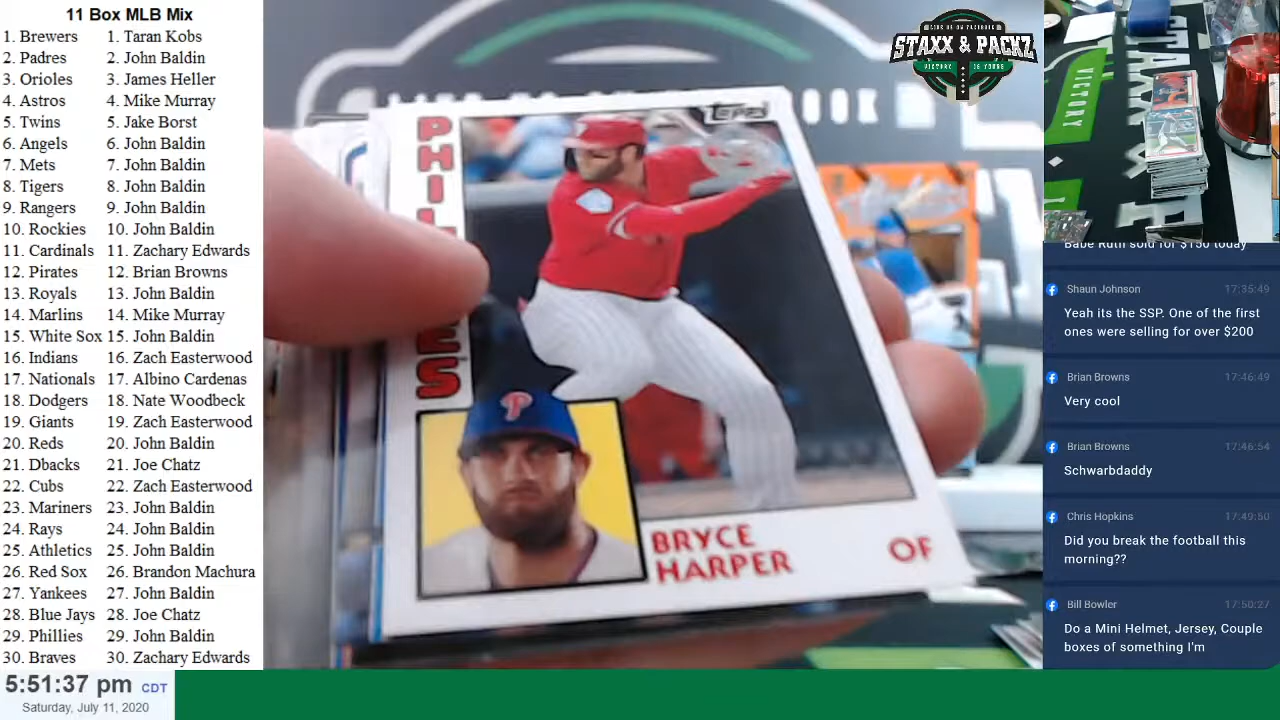 11 Box MLB Mix
1. Brewers 1. Taran Kobs
2. Padres 2. John Baldin
3. Orioles 3. James Heller
4. Astros 4. Mike Murray
5. Twins 5. Jake Borst
6. Angels 6. John Baldin
7. Mets 7. John Baldin
8. Tigers 8. John Baldin
9. Rangers 9. John Baldin
10. Rockies 10. John Baldin
11. Cardinals 11. Zachary Edwards
12. Pirates 12. Brian Browns
13. Royals 13. John Baldin
14. Marlins 14. Mike Murray
15. White Sox 15. John Baldin
16. Indians 16. Zach Easterwood
17. Nationals 17. Albino Cardenas
18. Dodgers 18. Nate Woodbeck
19. Giants 19. Zach Easterwood
20. Reds 20. John Baldin
21. Dbacks 21. Joe Chatz
22. Cubs 22. Zach Easterwood
23. Mariners 23. John Baldin
24. Rays 24. John Baldin
25. Athletics 25. John Baldin
26. Red Sox 26. Brandon Machura
27. Yankees 27. John Baldin
28. Blue Jays 28. Joe Chatz
29. Phillies 29. John Baldin
30. Braves 30. Zachary Edwards
5:51:37 pm CDT
Saturday, July 11, 2020
Topps
P
BRYCE
HARPER
OF
LIVE US ON FACEBOOK
STAXX & PACKZ
VICTORY IS YOURS
VICTORY
Babe Ruth sold for $150 today
Shaun Johnson 17:35:49
Yeah its the SSP. One of the first
ones were selling for over $200
Brian Browns 17:46:49
Very cool
Brian Browns 17:46:54
Schwarbdaddy
Chris Hopkins 17:49:50
Did you break the football this
morning??
Bill Bowler 17:50:27
Do a Mini Helmet, Jersey, Couple
boxes of something I'm